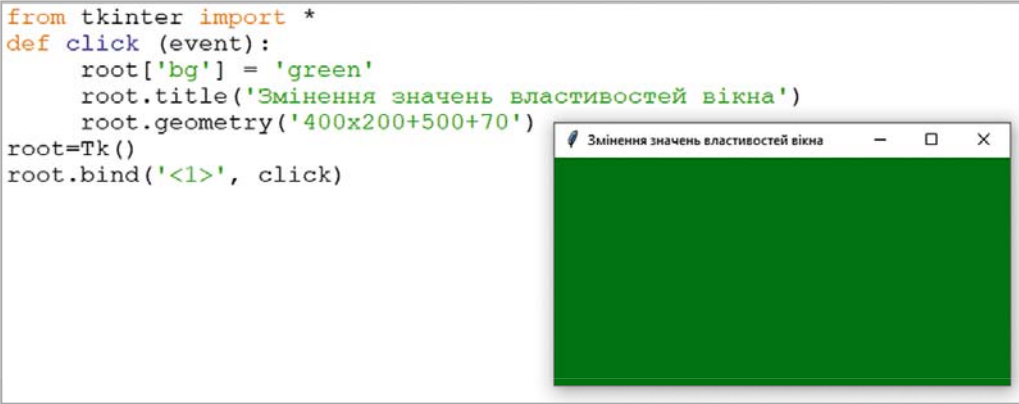 from tkinter import *
def click (event):
root['bg'] = 'green'
root.title('Змінення значень властивостей вікна')
root.geometry('400x200+500+70')
root=Tk()
root.bind('<1>', click)
Змінення значень властивостей вікна